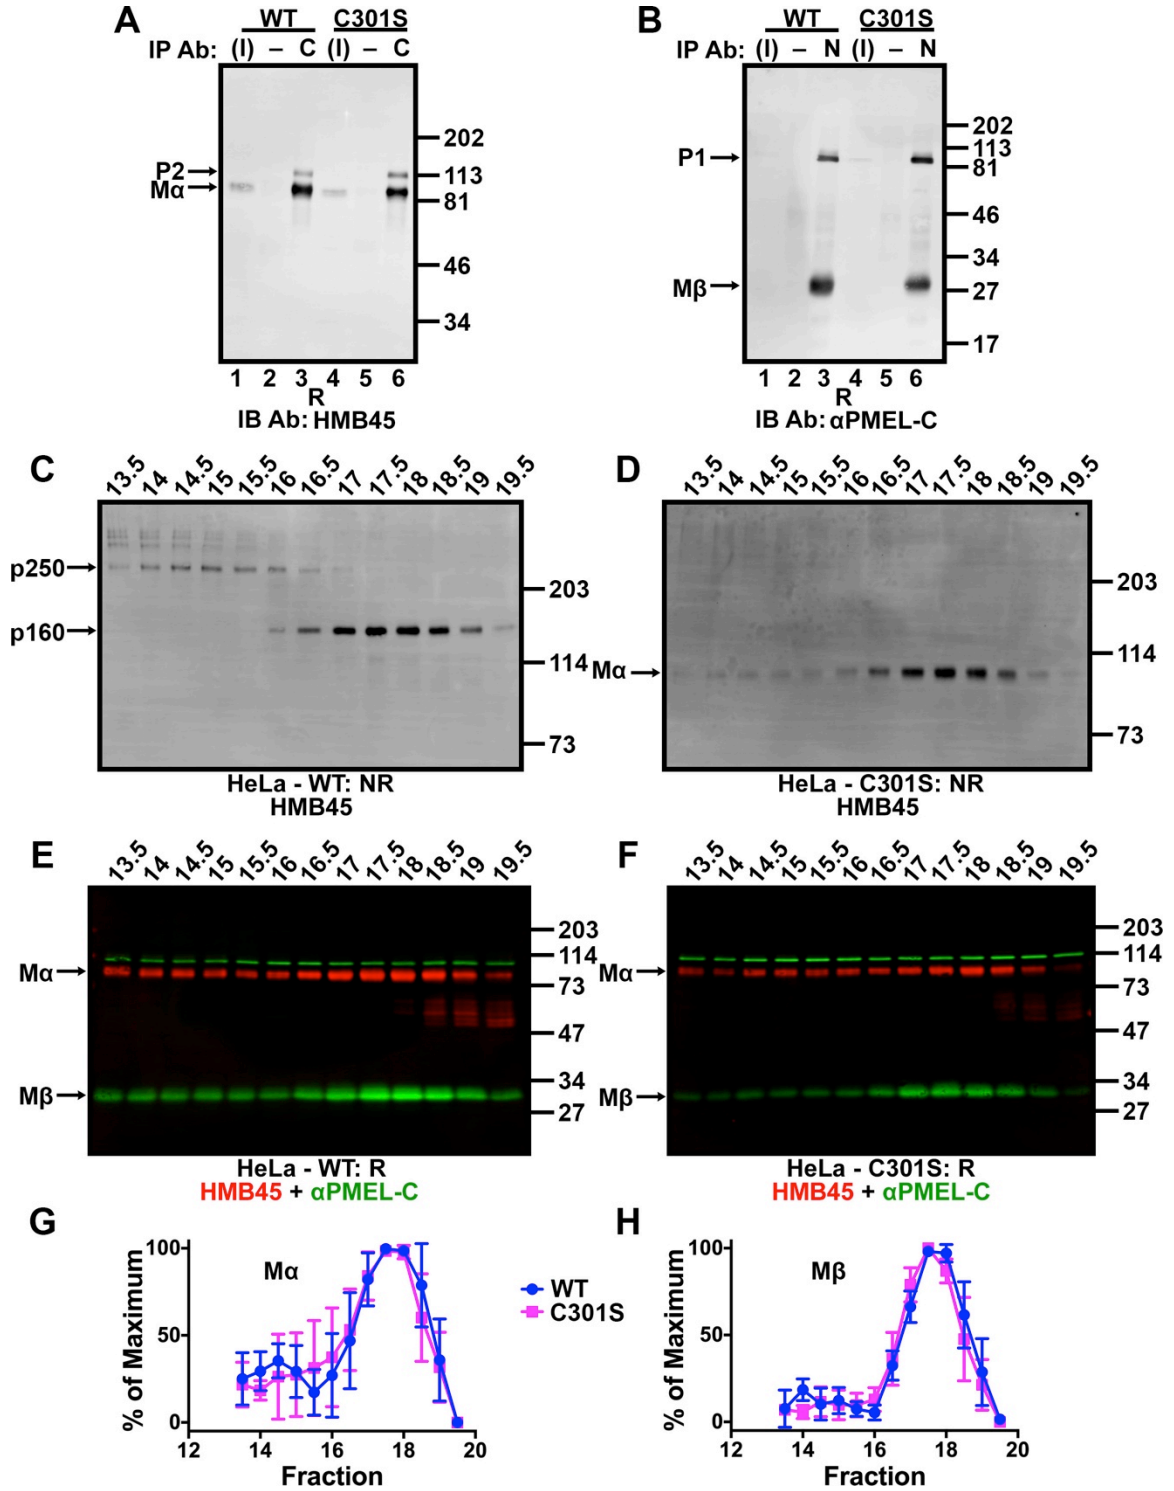 A
WT C301S
IP Ab: (I) – C (I) – C
202
P2
113
Mα
81
46
34
1 2 3 4 5 6
R
IB Ab: HMB45
B
WT C301S
IP Ab: (I) – N (I) – N
202
113
P1
81
46
34
Mβ
27
17
1 2 3 4 5 6
R
IB Ab: αPMEL-C
C
13.5 14 14.5 15 15.5 16 16.5 17 17.5 18 18.5 19 19.5
p250
203
p160
114
73
HeLa - WT: NR
HMB45
D
13.5 14 14.5 15 15.5 16 16.5 17 17.5 18 18.5 19 19.5
203
114
Mα
73
HeLa - C301S: NR
HMB45
E
13.5 14 14.5 15 15.5 16 16.5 17 17.5 18 18.5 19 19.5
203
114
Mα
73
47
34
Mβ
27
HeLa - WT: R
HMB45 + αPMEL-C
F
13.5 14 14.5 15 15.5 16 16.5 17 17.5 18 18.5 19 19.5
203
114
Mα
73
47
34
Mβ
27
HeLa - C301S: R
HMB45 + αPMEL-C
G
% of Maximum
100
50
0
Mα
12 14 16 18 20
Fraction
WT
C301S
H
% of Maximum
100
50
0
Mβ
12 14 16 18 20
Fraction